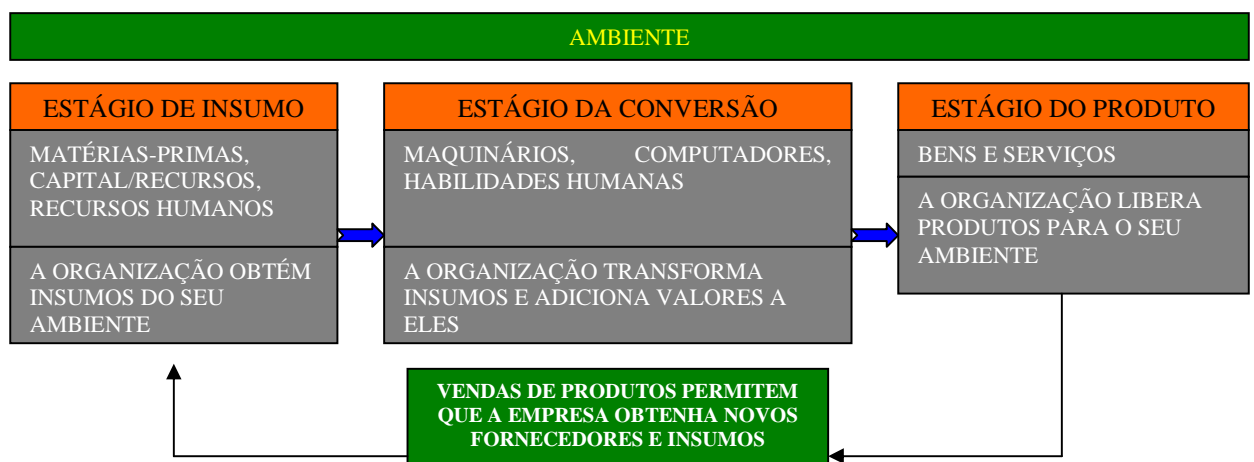 AMBIENTE
ESTÁGIO DE INSUMO
MATÉRIAS-PRIMAS,
CAPITAL/RECURSOS,
RECURSOS HUMANOS
A ORGANIZAÇÃO OBTÉM
INSUMOS DO SEU
AMBIENTE
ESTÁGIO DA CONVERSÃO
MAQUINÁRIOS, COMPUTADORES,
HABILIDADES HUMANAS
A ORGANIZAÇÃO TRANSFORMA
INSUMOS E ADICIONA VALORES A
ELES
ESTÁGIO DO PRODUTO
BENS E SERVIÇOS
A ORGANIZAÇÃO LIBERA
PRODUTOS PARA O SEU
AMBIENTE
VENDAS DE PRODUTOS PERMITEM
QUE A EMPRESA OBTENHA NOVOS
FORNECEDORES E INSUMOS